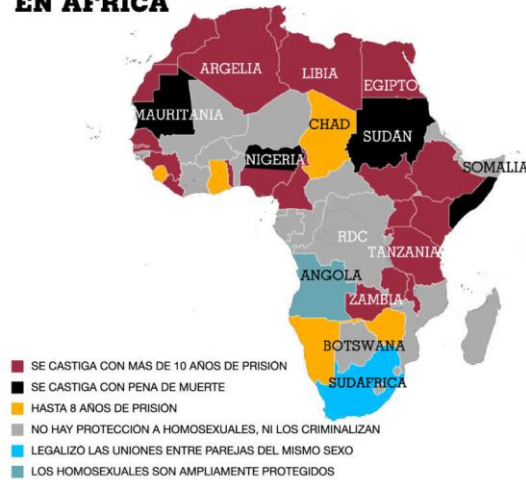 EN ÁFRICA
ARGELIA
LIBIA
EGIPTO
MAURITANIA
CHAD
SUDÁN
NIGERIA
SOMALIA
RDC
TANZANIA
ANGOLA
ZAMBIA
BOTSWANA
SUDÁFRICA
SE CASTIGA CON MÁS DE 10 AÑOS DE PRISIÓN
SE CASTIGA CON PENA DE MUERTE
HASTA 8 AÑOS DE PRISIÓN
NO HAY PROTECCIÓN A HOMOSEXUALES, NI LOS CRIMINALIZAN
LEGALIZÓ LAS UNIONES ENTRE PAREJAS DEL MISMO SEXO
LOS HOMOSEXUALES SON AMPLIAMENTE PROTEGIDOS